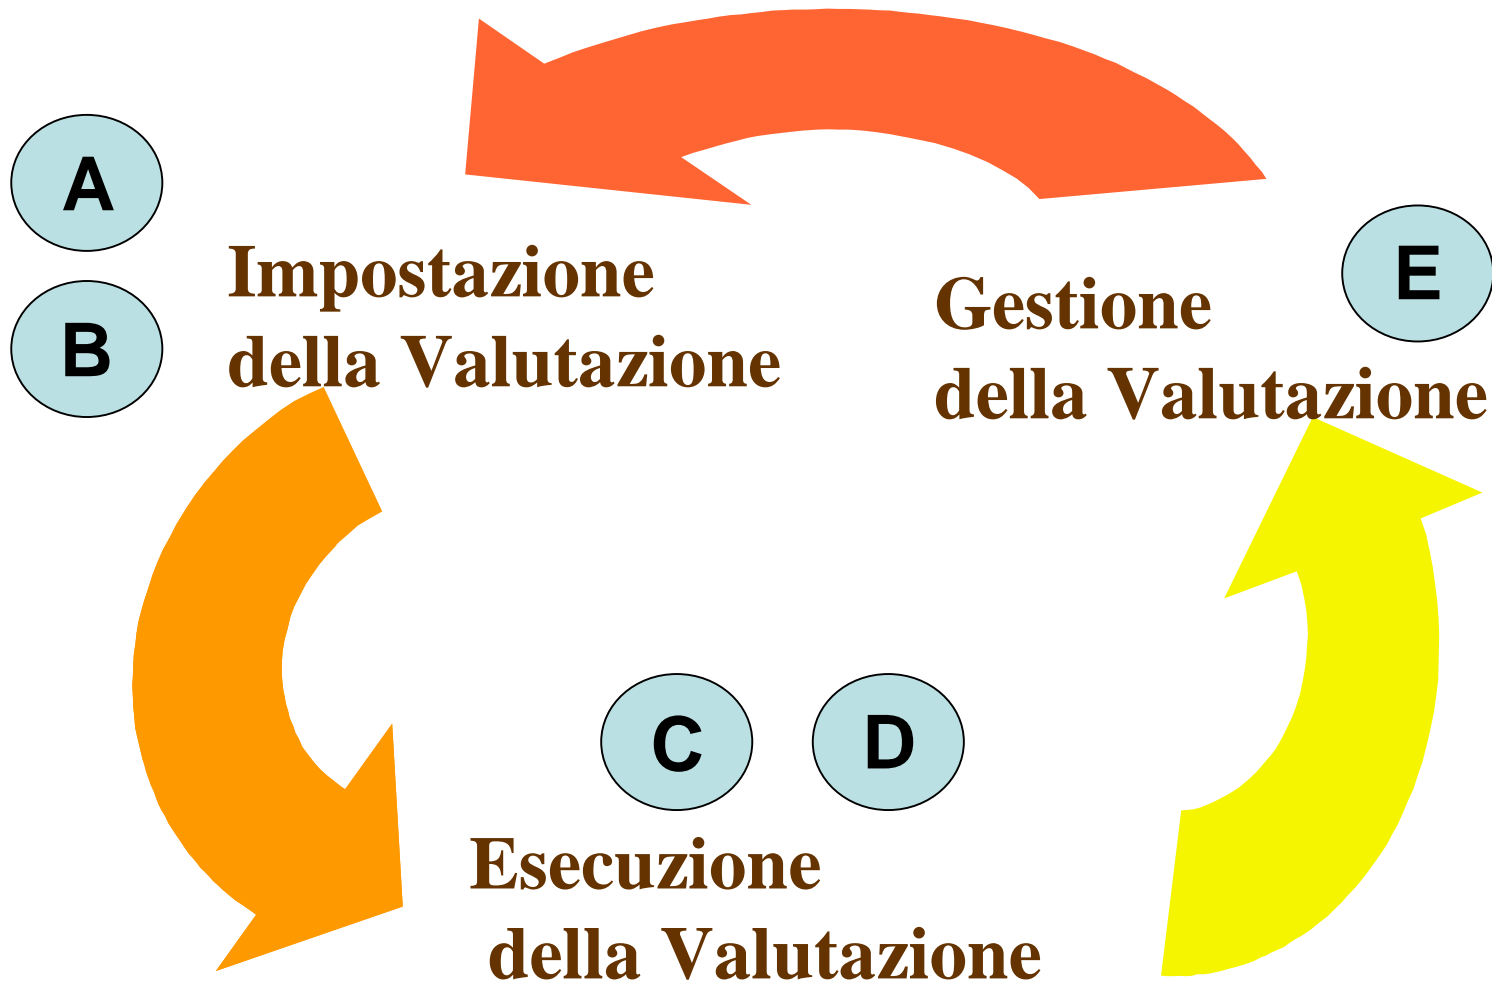 A
B
Impostazione
della Valutazione
E
Gestione
della Valutazione
C D
Esecuzione
della Valutazione